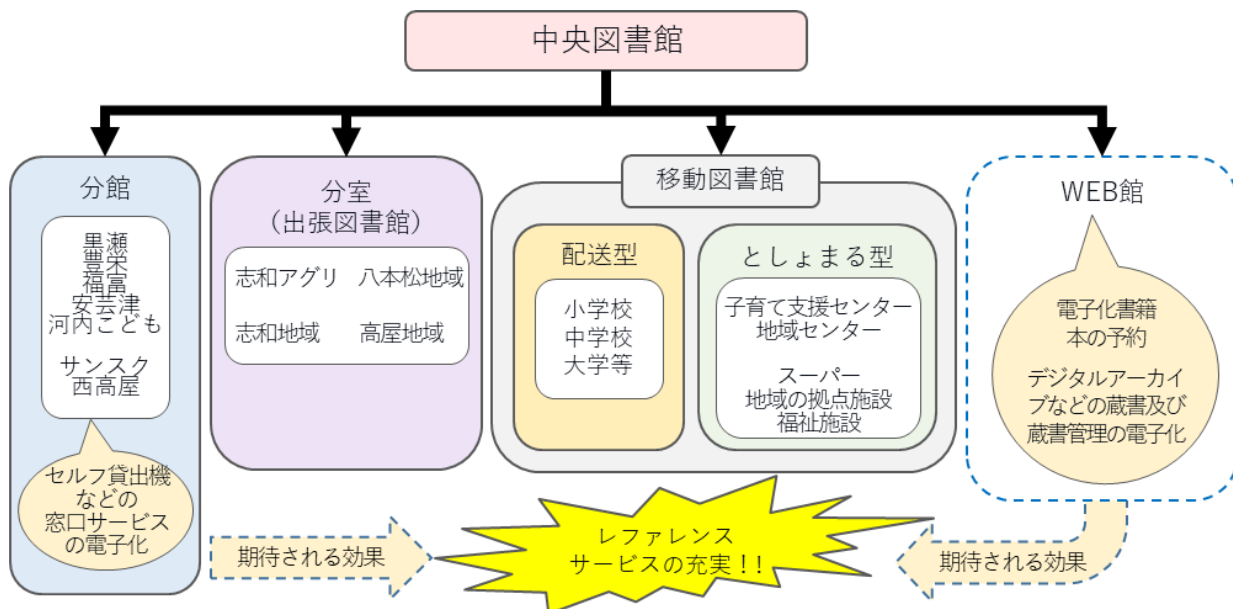 中央図書館
分館
黒瀬
豊栄
福富
安芸津
河内こども
サンスク
西高屋
セルフ貸出機
などの
窓口サービス
の電子化
分室
（出張図書館）
志和アグリ　八本松地域
志和地域　高屋地域
移動図書館
配送型
小学校
中学校
大学等
としょまる型
子育て支援センター
地域センター
スーパー
地域の拠点施設
福祉施設
WEB館
電子化書籍
本の予約
デジタルアーカイ
ブなどの蔵書及び
蔵書管理の電子化
期待される効果
レファレンス
サービスの充実！！
期待される効果